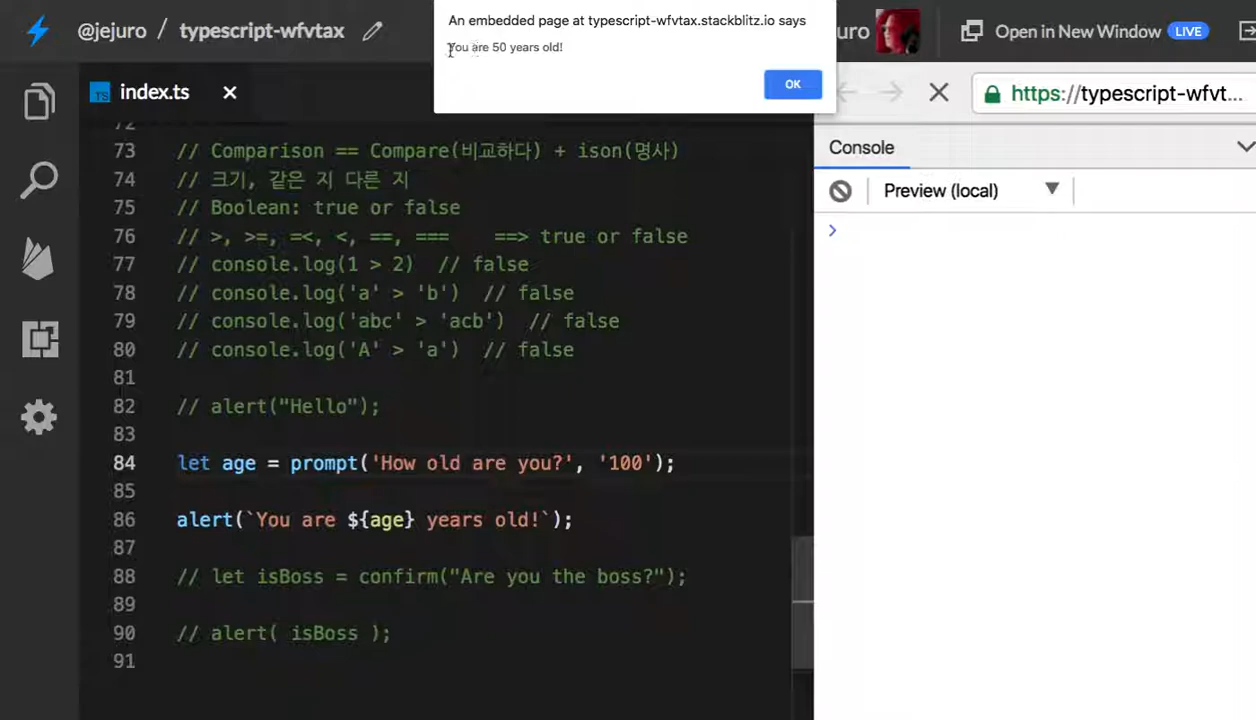 @jejuro / typescript-wfvtax
An embedded page at typescript-wfvtax.stackblitz.io says
You are 50 years old!
OK
uro
Open in New Window LIVE
TS index.ts
https://typescript-wfvt...
Console
Preview (local)
72
73 // Comparison == Compare(비교하다) + ison(명사)
74 // 크기, 같은 지 다른 지
75 // Boolean: true or false
76 // >, >=, =<, <, ==, === ==> true or false
77 // console.log(1 > 2) // false
78 // console.log('a' > 'b') // false
79 // console.log('abc' > 'acb') // false
80 // console.log('A' > 'a') // false
81
82 // alert("Hello");
83
84 let age = prompt('How old are you?', '100');
85
86 alert(`You are ${age} years old!`);
87
88 // let isBoss = confirm("Are you the boss?");
89
90 // alert( isBoss );
91